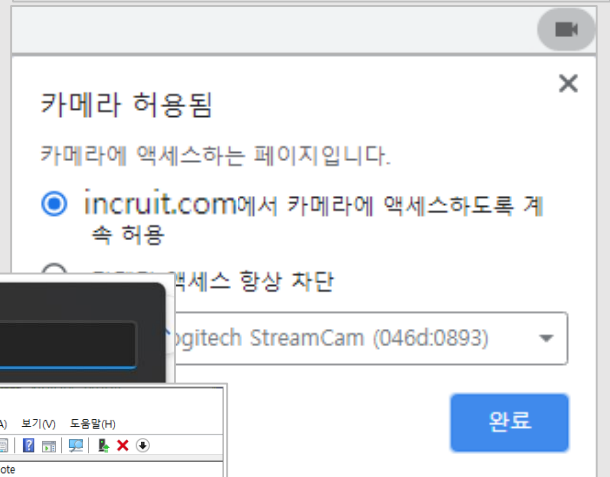 카메라 허용됨
카메라에 액세스하는 페이지입니다.
incruit.com에서 카메라에 액세스하도록 계
속 허용
액세스 항상 차단
ogitech StreamCam (046d:0893)
완료
A) 보기(V) 도움말(H)
ote